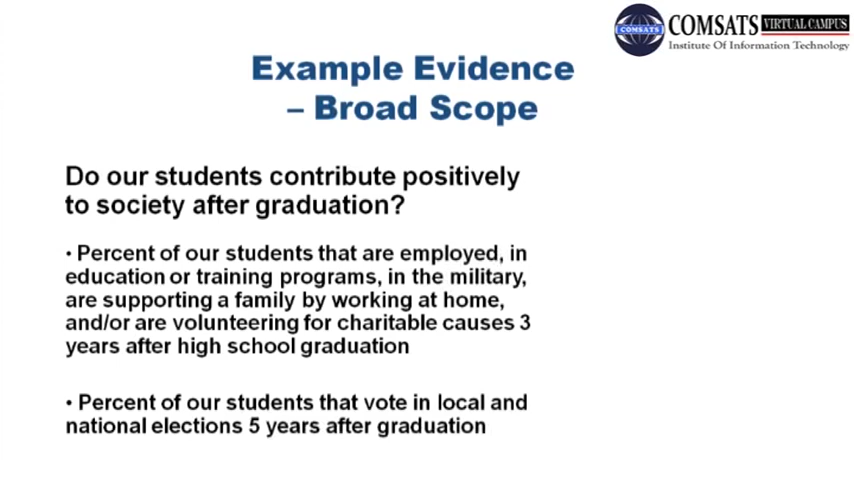 COMSATS VIRTUAL CAMPUS
COMSATS
Institute Of Information Technology
Example Evidence
– Broad Scope
Do our students contribute positively
to society after graduation?
• Percent of our students that are employed, in
education or training programs, in the military,
are supporting a family by working at home,
and/or are volunteering for charitable causes 3
years after high school graduation
• Percent of our students that vote in local and
national elections 5 years after graduation